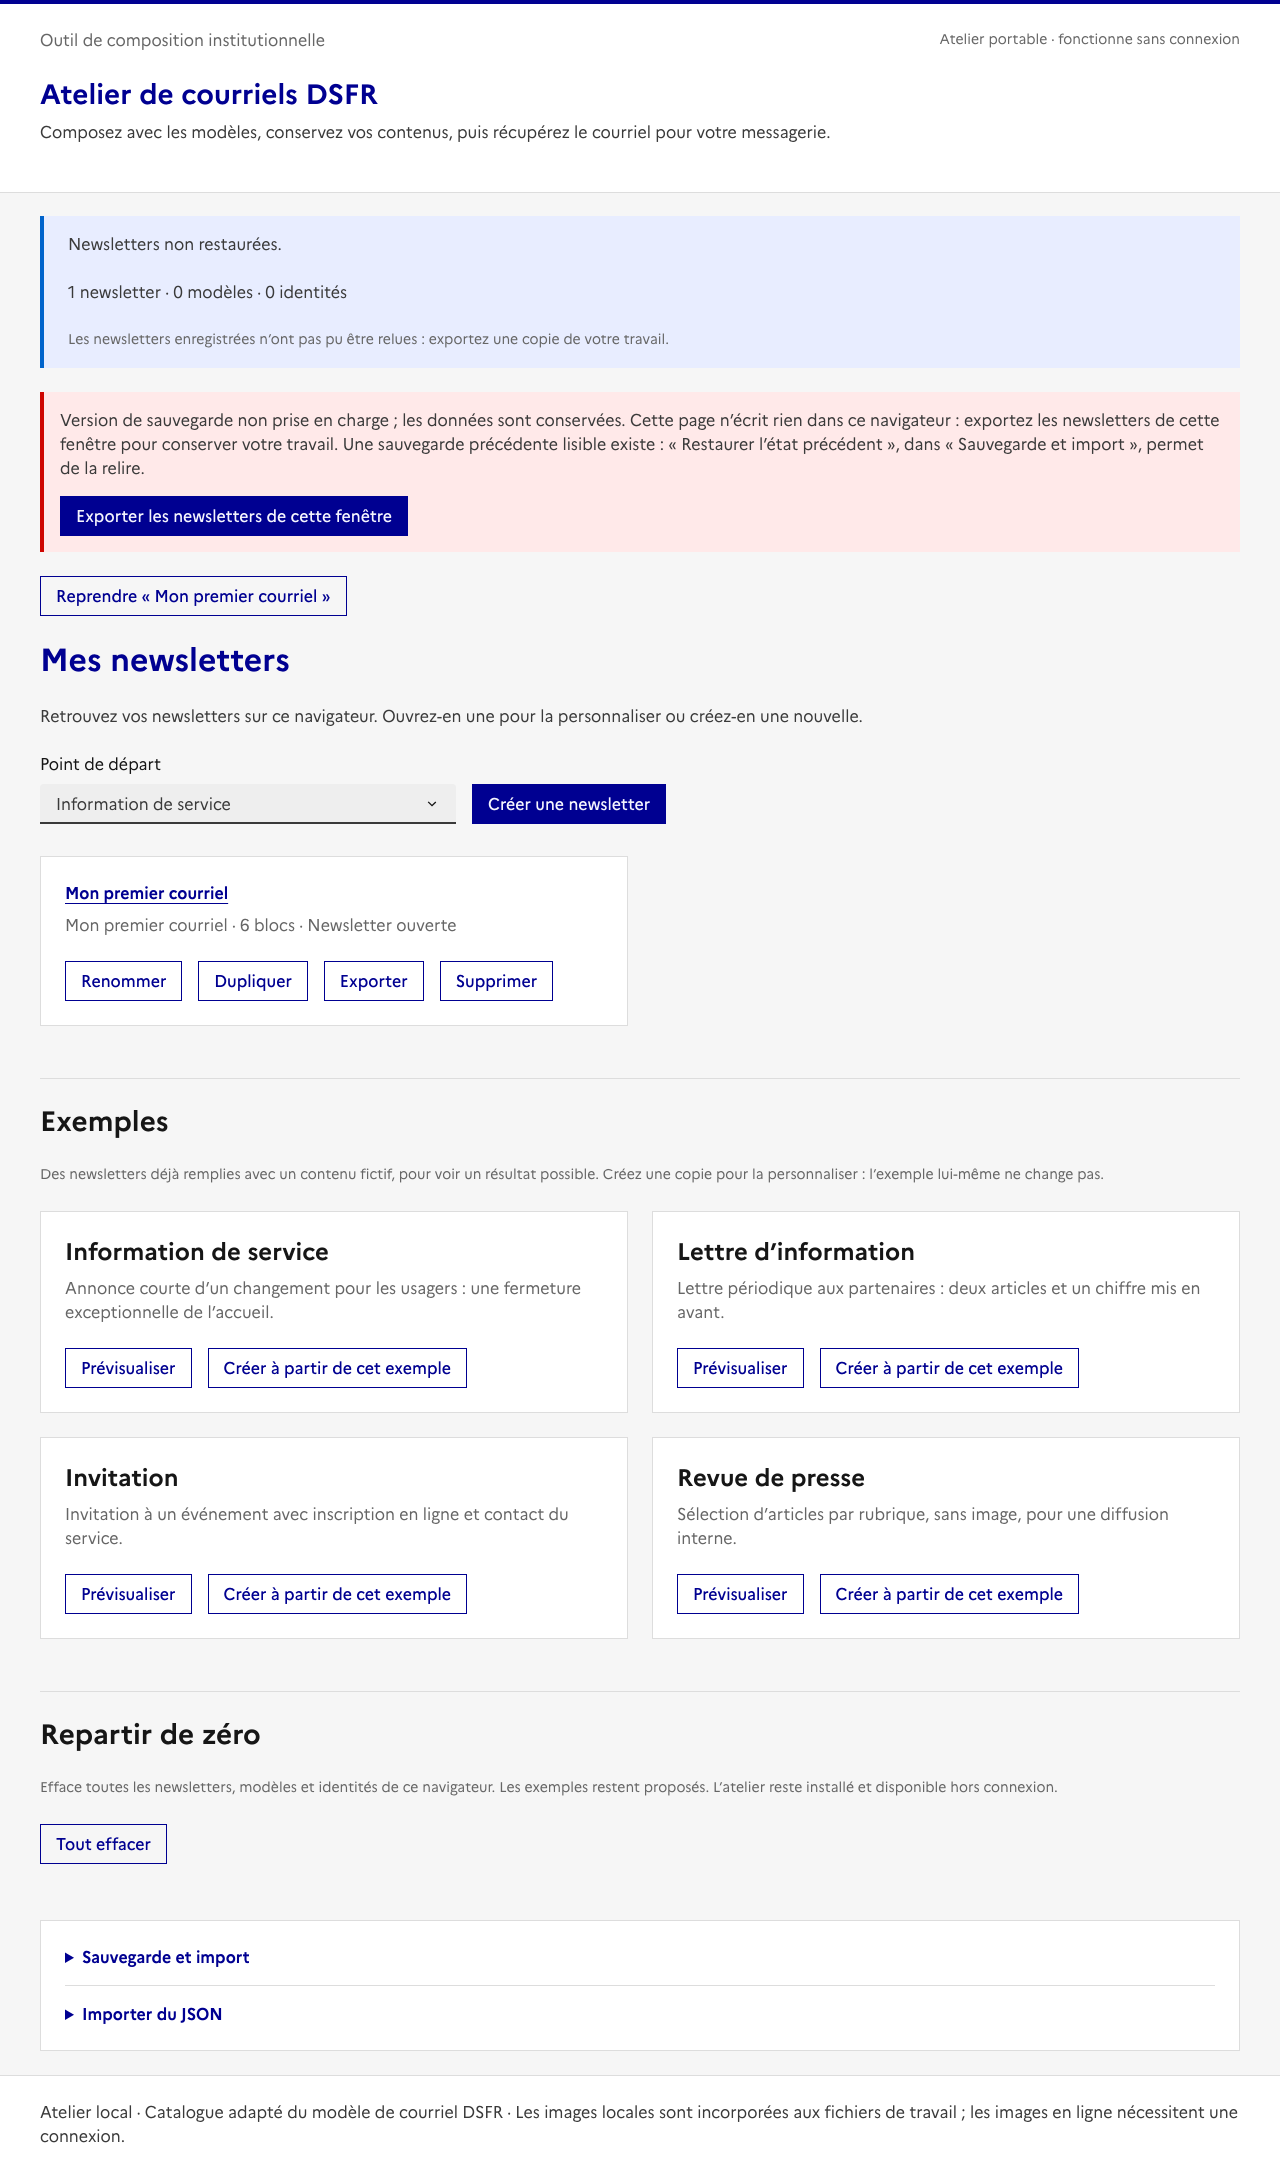 Outil de composition institutionnelle
Atelier portable · fonctionne sans connexion
Atelier de courriels DSFR
Composez avec les modèles, conservez vos contenus, puis récupérez le courriel pour votre messagerie.
Newsletters non restaurées.
1 newsletter · 0 modèles · 0 identités
Les newsletters enregistrées n’ont pas pu être relues : exportez une copie de votre travail.
Version de sauvegarde non prise en charge ; les données sont conservées. Cette page n’écrit rien dans ce navigateur : exportez les newsletters de cette
fenêtre pour conserver votre travail. Une sauvegarde précédente lisible existe : « Restaurer l’état précédent », dans « Sauvegarde et import », permet
de la relire.
Exporter les newsletters de cette fenêtre
Reprendre « Mon premier courriel »
Mes newsletters
Retrouvez vos newsletters sur ce navigateur. Ouvrez-en une pour la personnaliser ou créez-en une nouvelle.
Point de départ
Information de service
Créer une newsletter
Mon premier courriel
Mon premier courriel · 6 blocs · Newsletter ouverte
Renommer
Dupliquer
Exporter
Supprimer
Exemples
Des newsletters déjà remplies avec un contenu fictif, pour voir un résultat possible. Créez une copie pour la personnaliser : l’exemple lui-même ne change pas.
Information de service
Annonce courte d’un changement pour les usagers : une fermeture
exceptionnelle de l’accueil.
Prévisualiser
Créer à partir de cet exemple
Lettre d’information
Lettre périodique aux partenaires : deux articles et un chiffre mis en
avant.
Prévisualiser
Créer à partir de cet exemple
Invitation
Invitation à un événement avec inscription en ligne et contact du
service.
Prévisualiser
Créer à partir de cet exemple
Revue de presse
Sélection d’articles par rubrique, sans image, pour une diffusion
interne.
Prévisualiser
Créer à partir de cet exemple
Repartir de zéro
Efface toutes les newsletters, modèles et identités de ce navigateur. Les exemples restent proposés. L’atelier reste installé et disponible hors connexion.
Tout effacer
Sauvegarde et import
Importer du JSON
Atelier local · Catalogue adapté du modèle de courriel DSFR · Les images locales sont incorporées aux fichiers de travail ; les images en ligne nécessitent une
connexion.